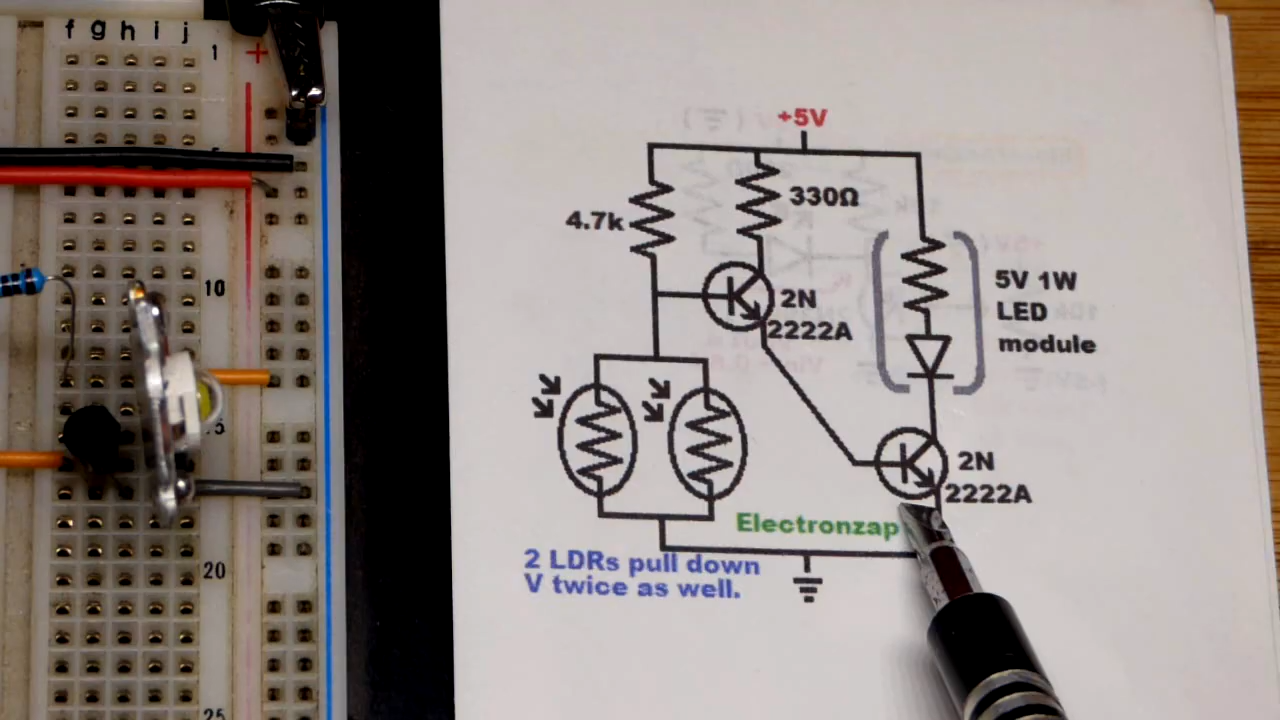 f g h i j
1
+
+5V
330Ω
4.7k
10
2N
2222A
5V 1W
LED
module
15
2N
2222A
Electronzap
2 LDRs pull down
V twice as well.
20
25